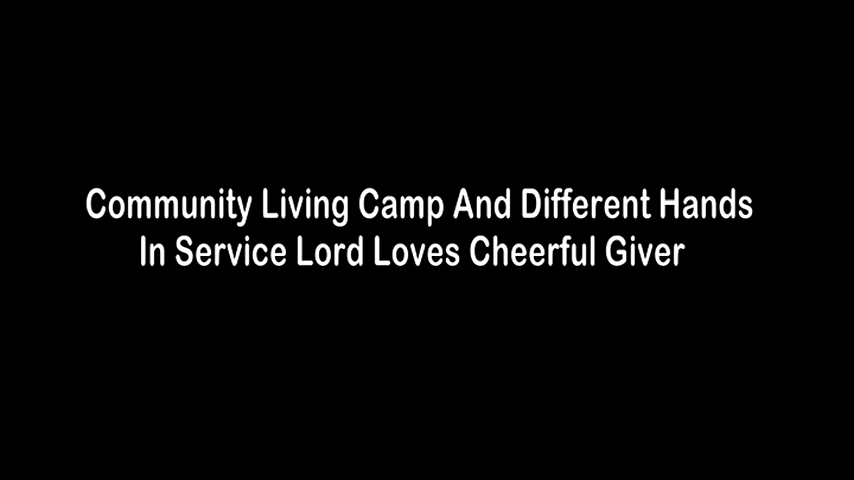 Community Living Camp And Different Hands
In Service Lord Loves Cheerful Giver